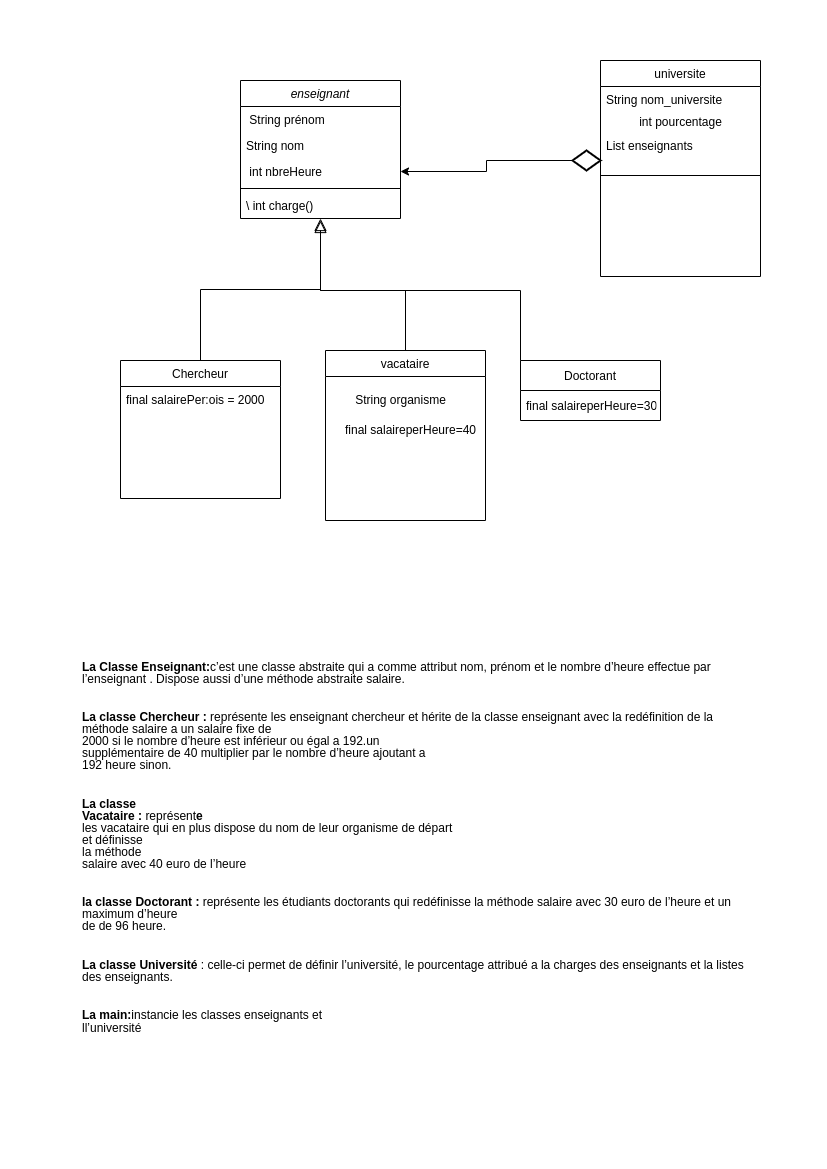 enseignant
String prénom
String nom
int nbreHeure
\ int charge()
universite
String nom_universite
int pourcentage
List enseignants
Chercheur
final salairePer:ois = 2000
vacataire
String organisme
final salaireperHeure=40
Doctorant
final salaireperHeure=30
La Classe Enseignant:c’est une classe abstraite qui a comme attribut nom, prénom et le nombre d’heure effectue par
l’enseignant . Dispose aussi d’une méthode abstraite salaire.
La classe Chercheur : représente les enseignant chercheur et hérite de la classe enseignant avec la redéfinition de la
méthode salaire a un salaire fixe de
2000 si le nombre d’heure est inférieur ou égal a 192.un
supplémentaire de 40 multiplier par le nombre d’heure ajoutant a
192 heure sinon.
La classe
Vacataire : représente
les vacataire qui en plus dispose du nom de leur organisme de départ
et définisse
la méthode
salaire avec 40 euro de l’heure
la classe Doctorant : représente les étudiants doctorants qui redéfinisse la méthode salaire avec 30 euro de l’heure et un
maximum d’heure
de de 96 heure.
La classe Université : celle-ci permet de définir l’université, le pourcentage attribué a la charges des enseignants et la listes
des enseignants.
La main:instancie les classes enseignants et
ll’université